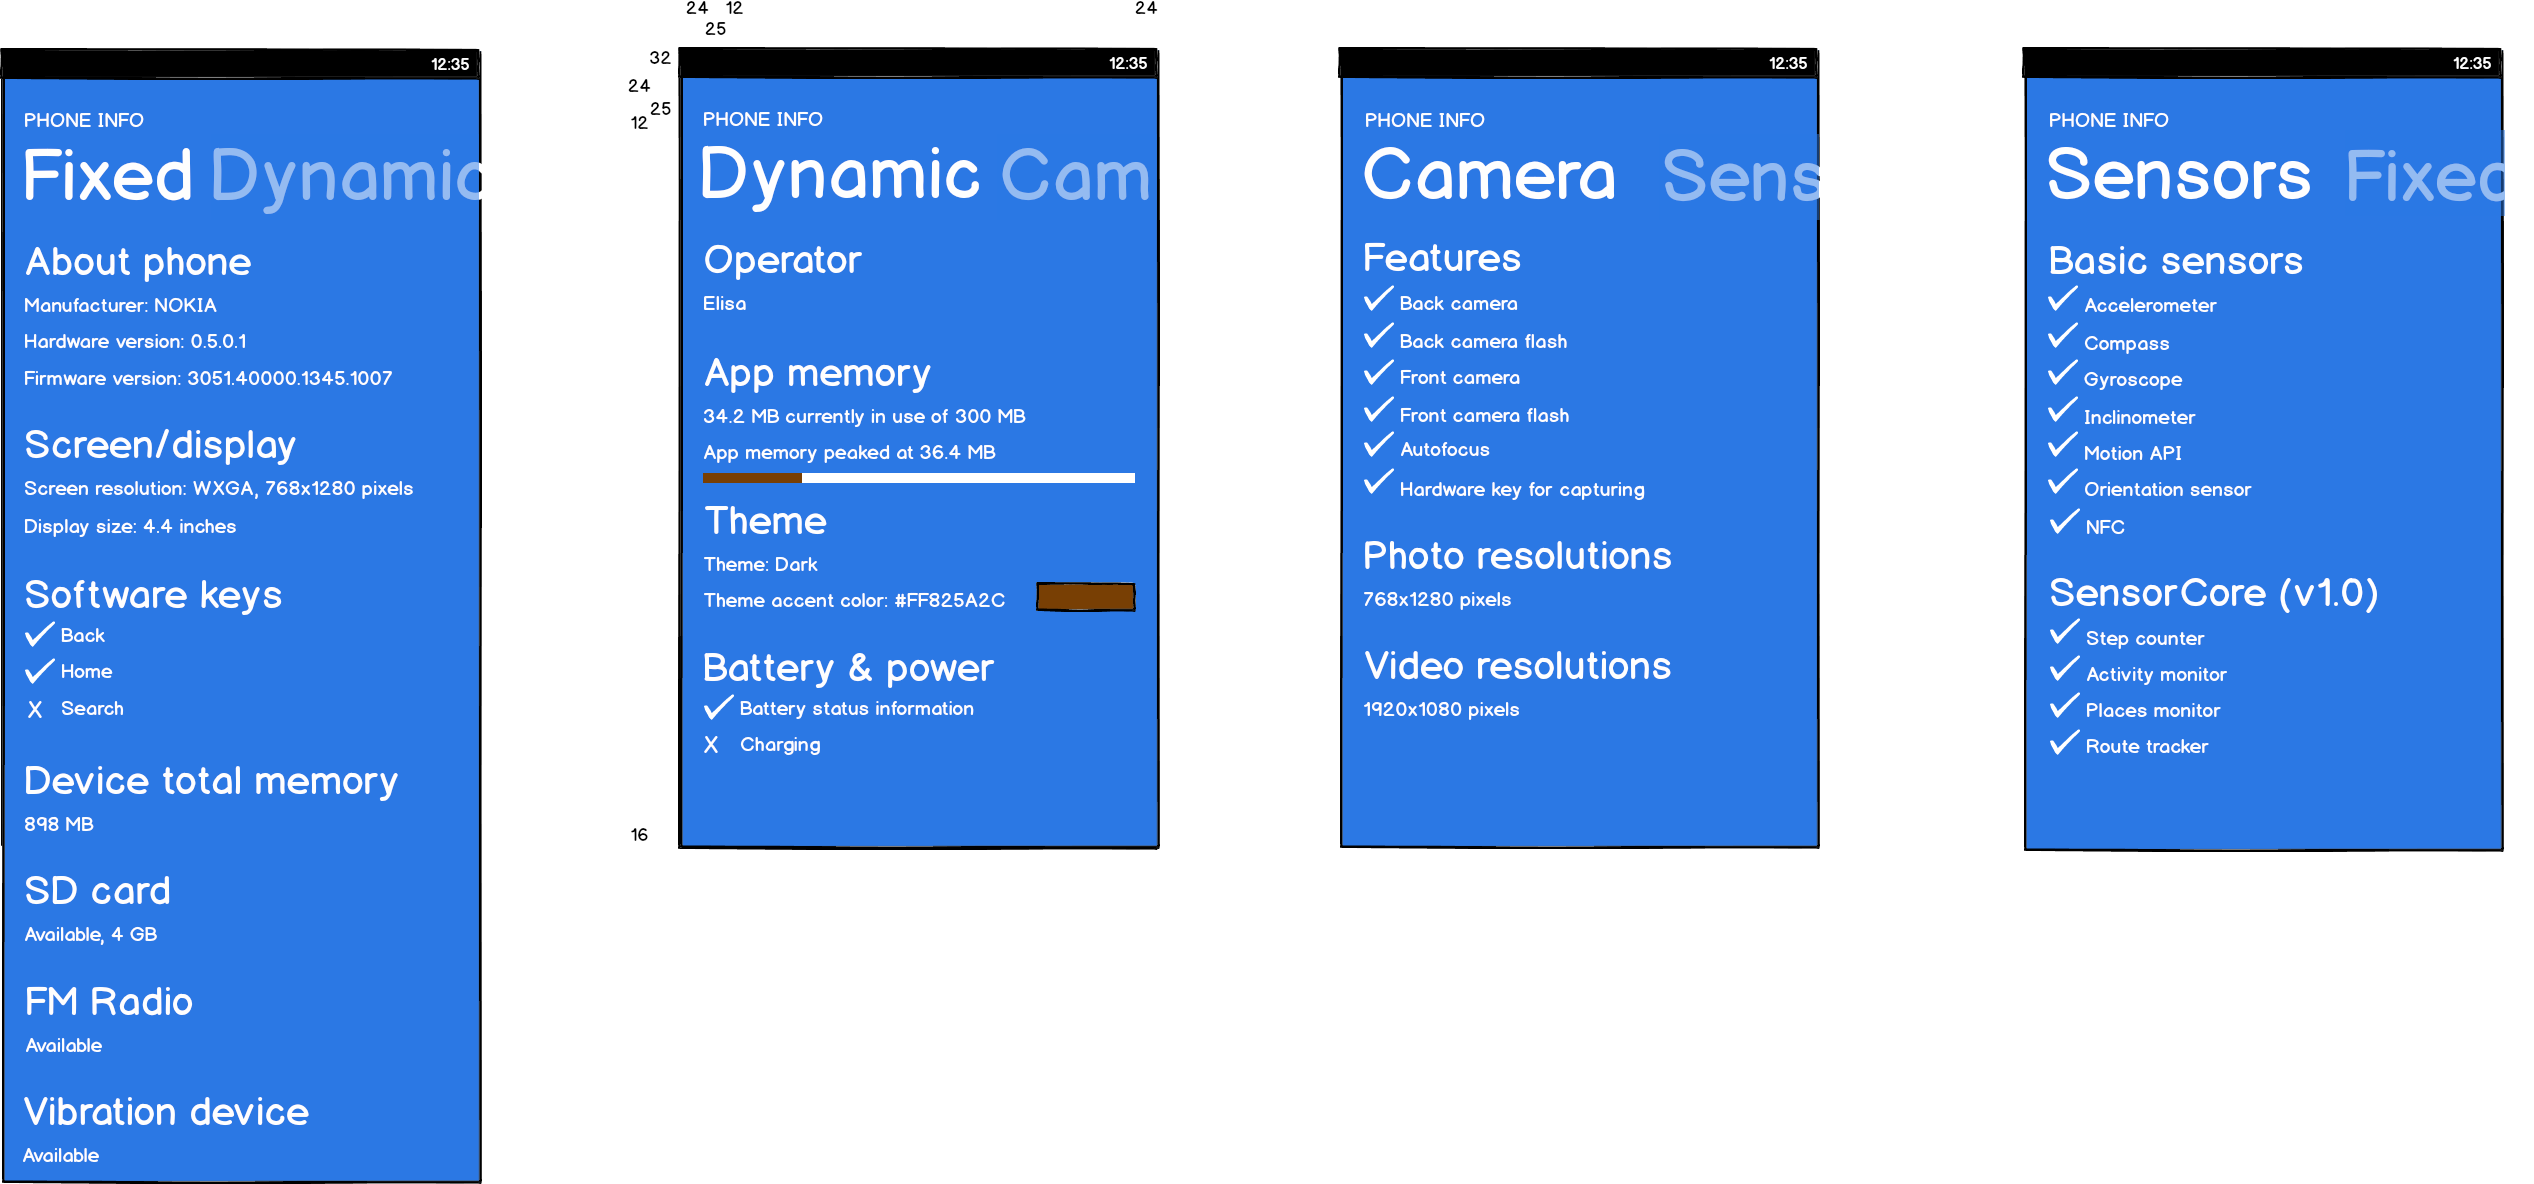 12:35
PHONE INFO
Fixed Dynamic
About phone
Manufacturer: NOKIA
Hardware version: 0.5.0.1
Firmware version: 3051.40000.1345.1007
Screen/display
Screen resolution: WXGA, 768x1280 pixels
Display size: 4.4 inches
Software keys
Back
Home
X Search
Device total memory
898 MB
SD card
Available, 4 GB
FM Radio
Available
Vibration device
Available
24 12 24
25
32
24
25
12
16
12:35
PHONE INFO
Dynamic Cam
Operator
Elisa
App memory
34.2 MB currently in use of 300 MB
App memory peaked at 36.4 MB
Theme
Theme: Dark
Theme accent color: #FF825A2C
Battery & power
Battery status information
X Charging
12:35
PHONE INFO
Camera Sens
Features
Back camera
Back camera flash
Front camera
Front camera flash
Autofocus
Hardware key for capturing
Photo resolutions
768x1280 pixels
Video resolutions
1920x1080 pixels
12:35
PHONE INFO
Sensors Fixed
Basic sensors
Accelerometer
Compass
Gyroscope
Inclinometer
Motion API
Orientation sensor
NFC
SensorCore (v1.0)
Step counter
Activity monitor
Places monitor
Route tracker